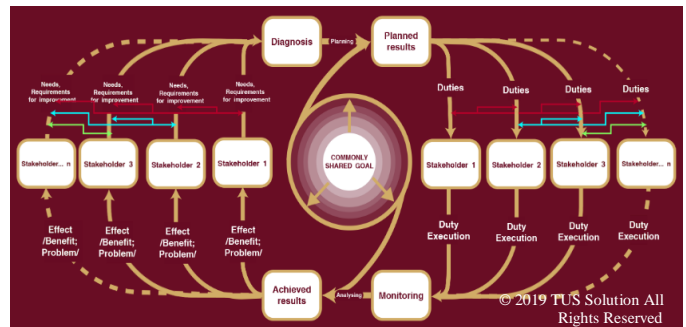 Diagnosis
Planning
Planned
results
Needs,
Requirements
for improvement
Needs,
Requirements
for improvement
Needs,
Requirements
for improvement
Needs,
Requirements
for improvement
Duties
Duties
Duties
Duties
Stakeholder... n
Stakeholder 3
Stakeholder 2
Stakeholder 1
COMMONLY
SHARED GOAL
Stakeholder 1
Stakeholder 2
Stakeholder 3
Stakeholder... n
Effect
/Benefit;
Problem/
Effect
/Benefit;
Problem/
Effect
/Benefit;
Problem/
Effect
/Benefit;
Problem/
Duty
Execution
Duty
Execution
Duty
Execution
Duty
Execution
Achieved
results
Analysing
Monitoring
© 2019 TUS Solution All
Rights Reserved